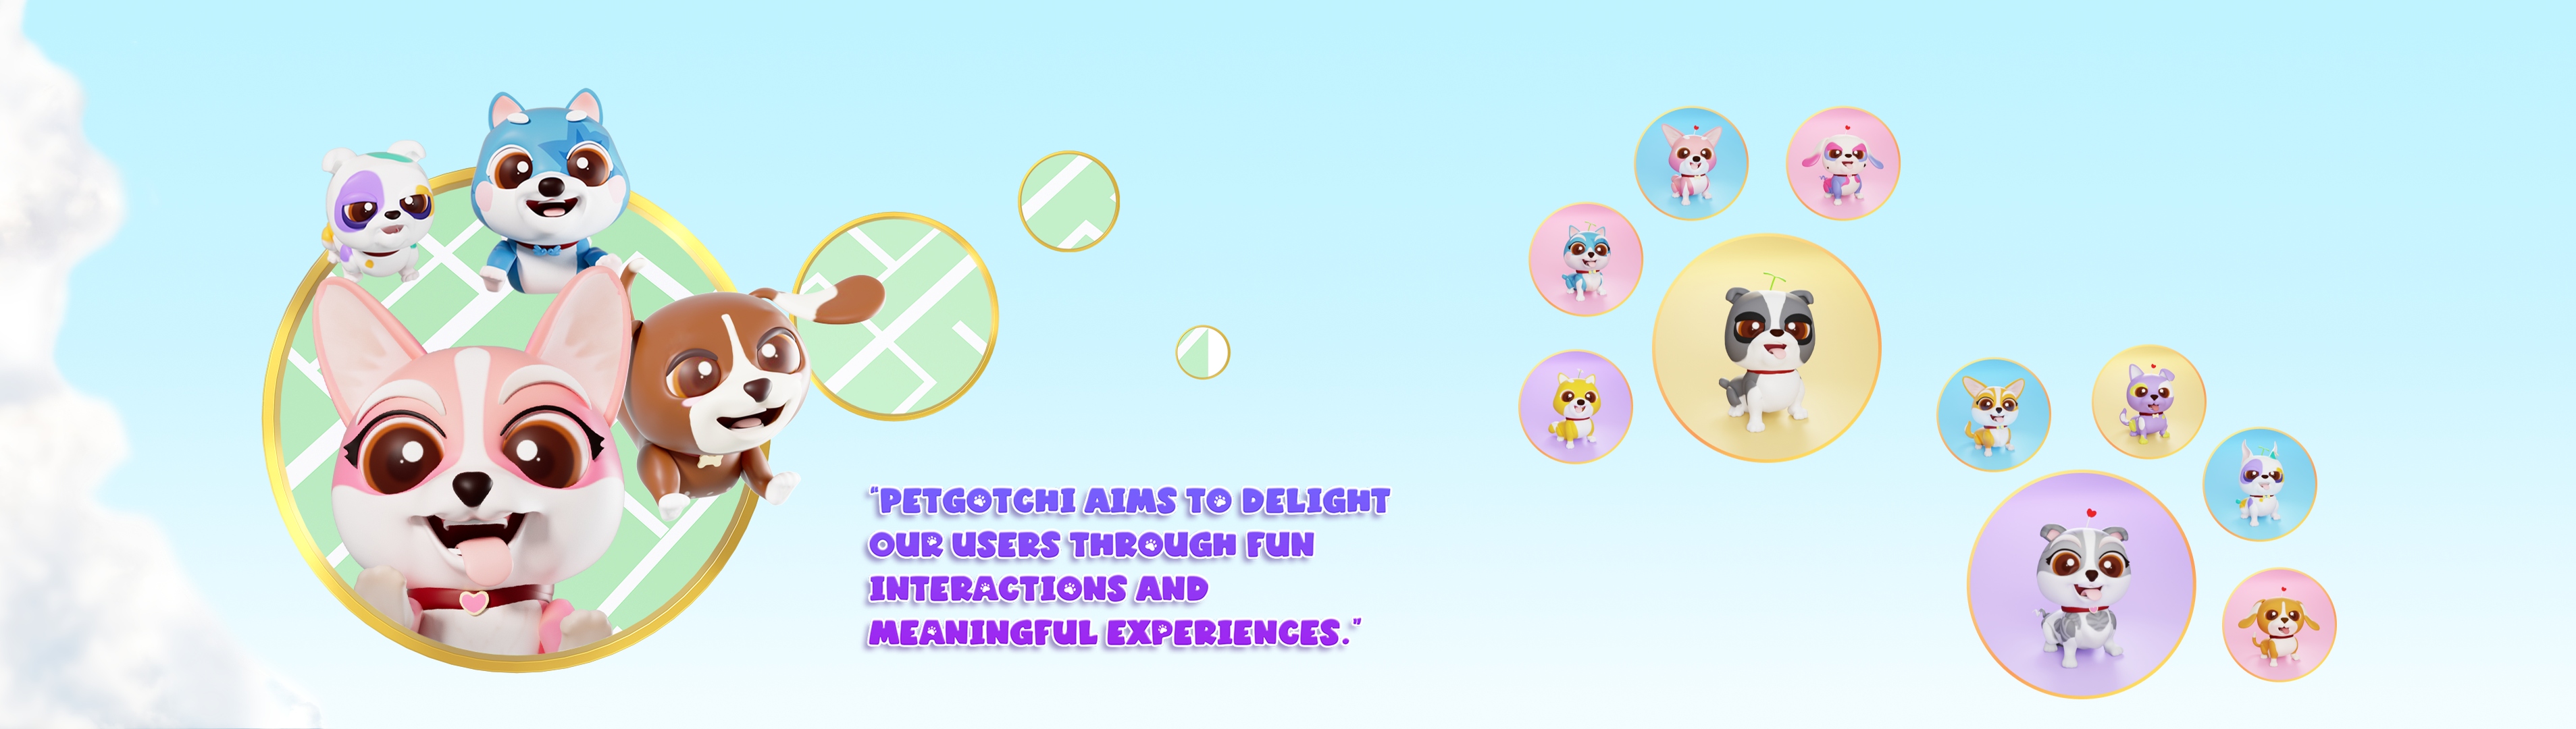 "PETGOTCHI AIMS TO DELIGHT
OUR USERS THROUGH FUN
INTERACTIONS AND
MEANINGFUL EXPERIENCES."